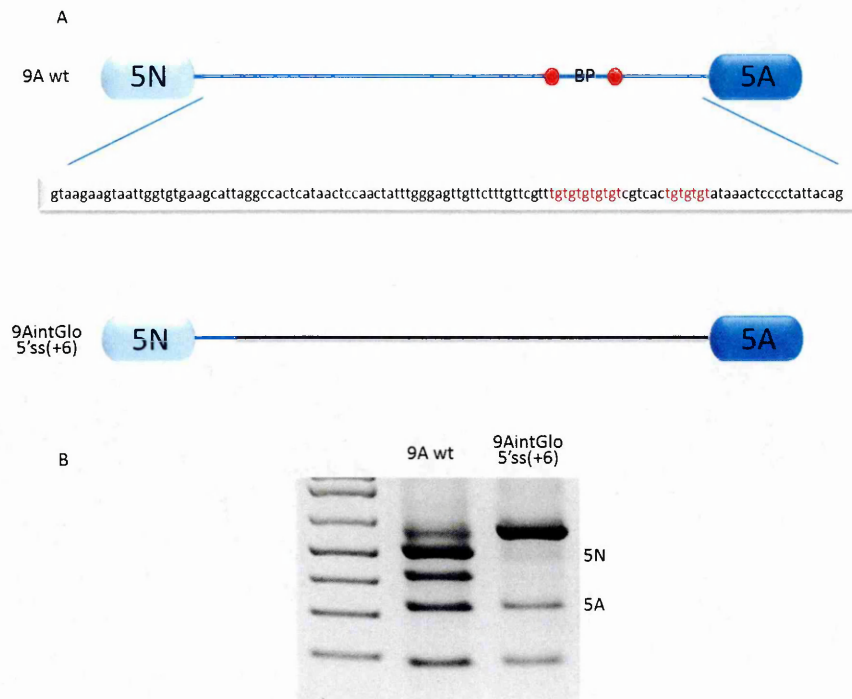 A
9A wt
5N
BP
5A
gtaagaagtaattggtgtgaagcattaggccactcataactccaactatttgggagttgttctttgttcgtttgtgtgtgtgtcgtcactgtgtgtataaactcccctattacag
9AintGlo
5'ss(+6)
5N
5A
B
9A wt
9AintGlo
5'ss(+6)
5N
5A